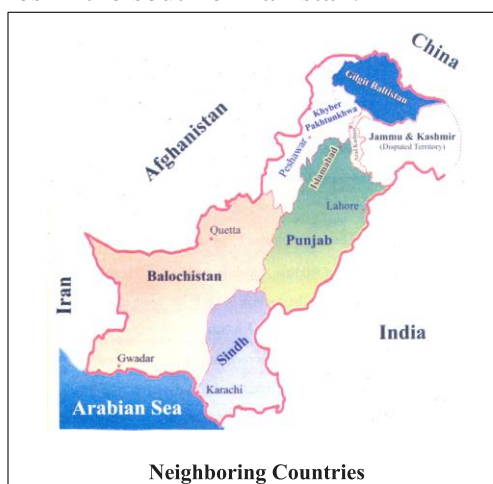 China
Gilgit Baltistan
Khyber
Pakhtunkhwa
Afghanistan
Peshawar
Islamabad
Jammu & Kashmir
(Disputed Territory)
Lahore
Quetta
Punjab
Balochistan
Iran
India
Sindh
Gwadar
Karachi
Arabian Sea
Neighboring Countries